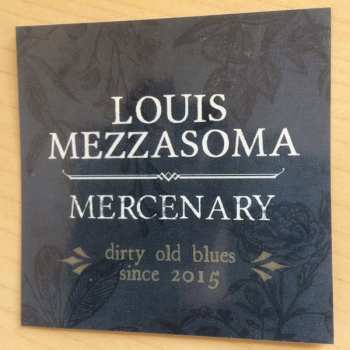 LOUIS
MEZZASOMA
MERCENARY
dirty old blues
since 2015